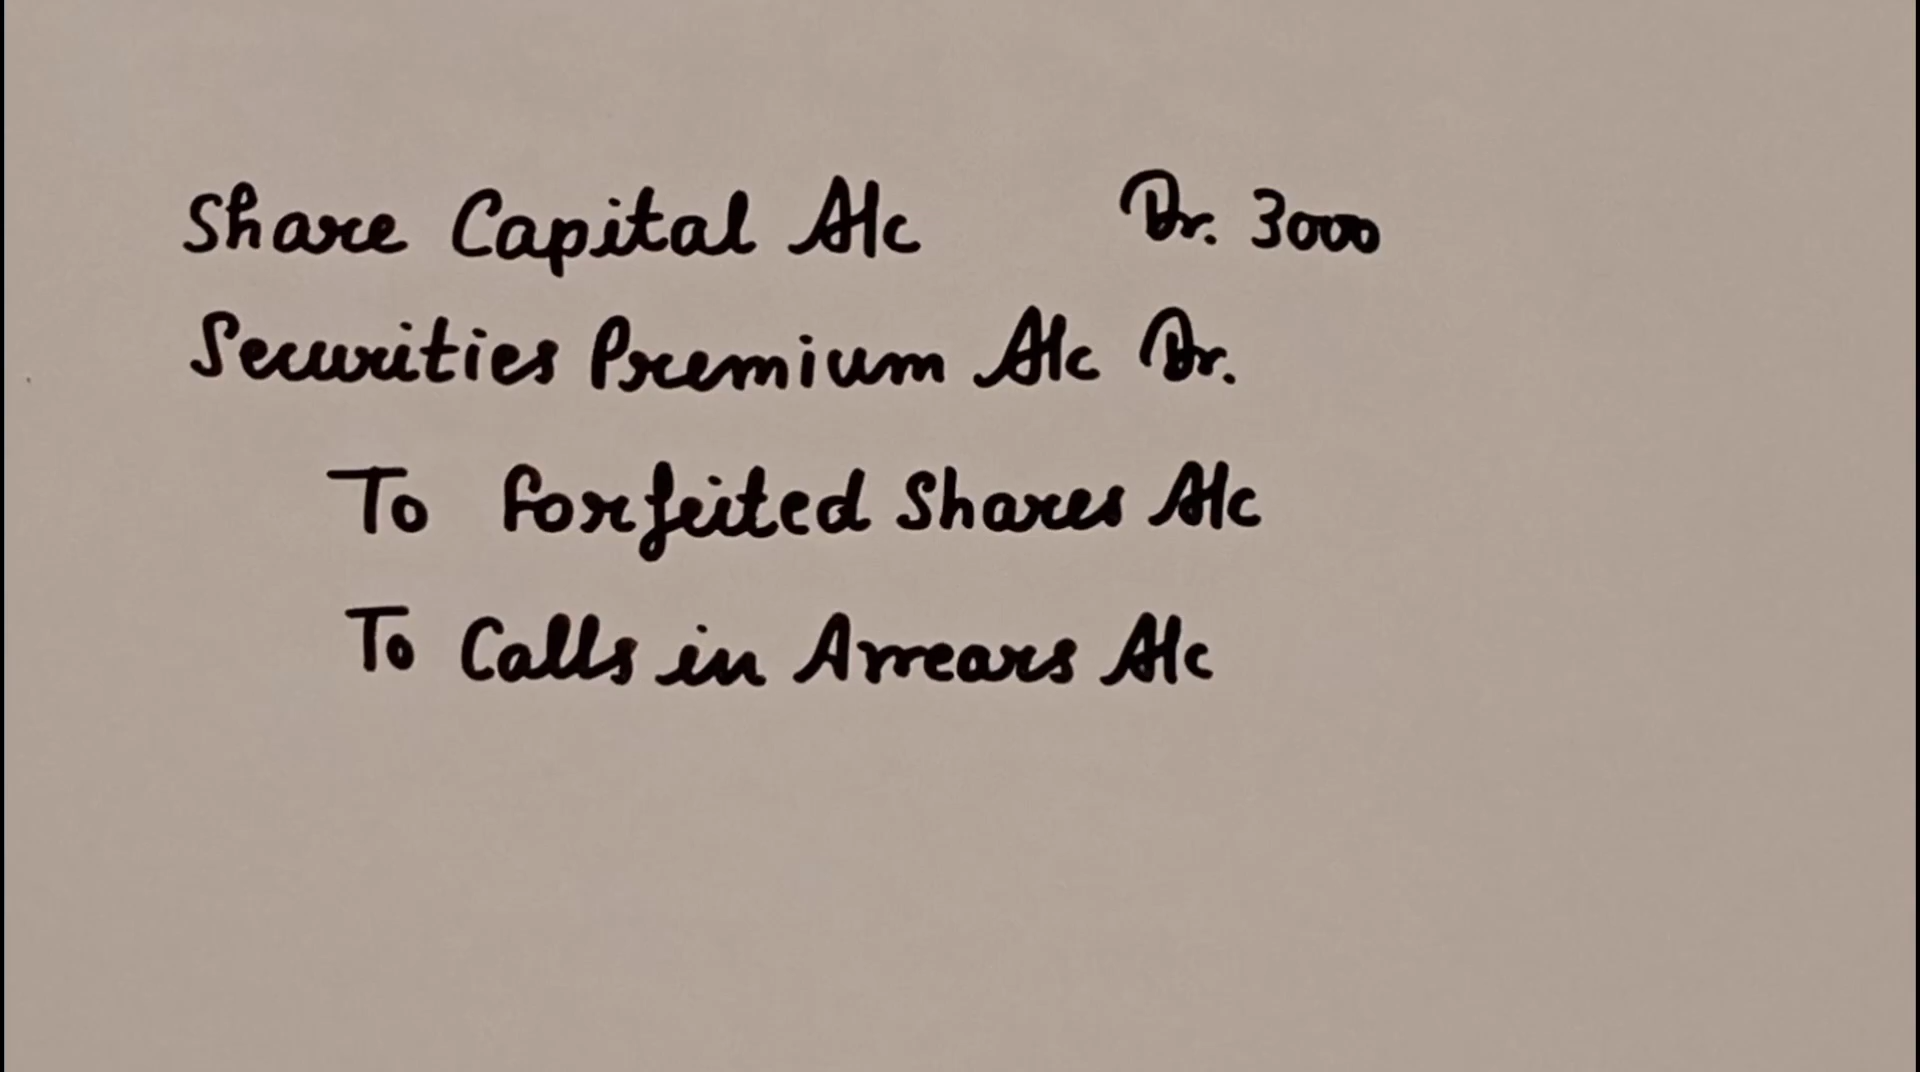 Share Capital A/c Dr. 3000
Securities Premium A/c Dr.
To Forfeited Shares A/c
To Calls in Arrears A/c